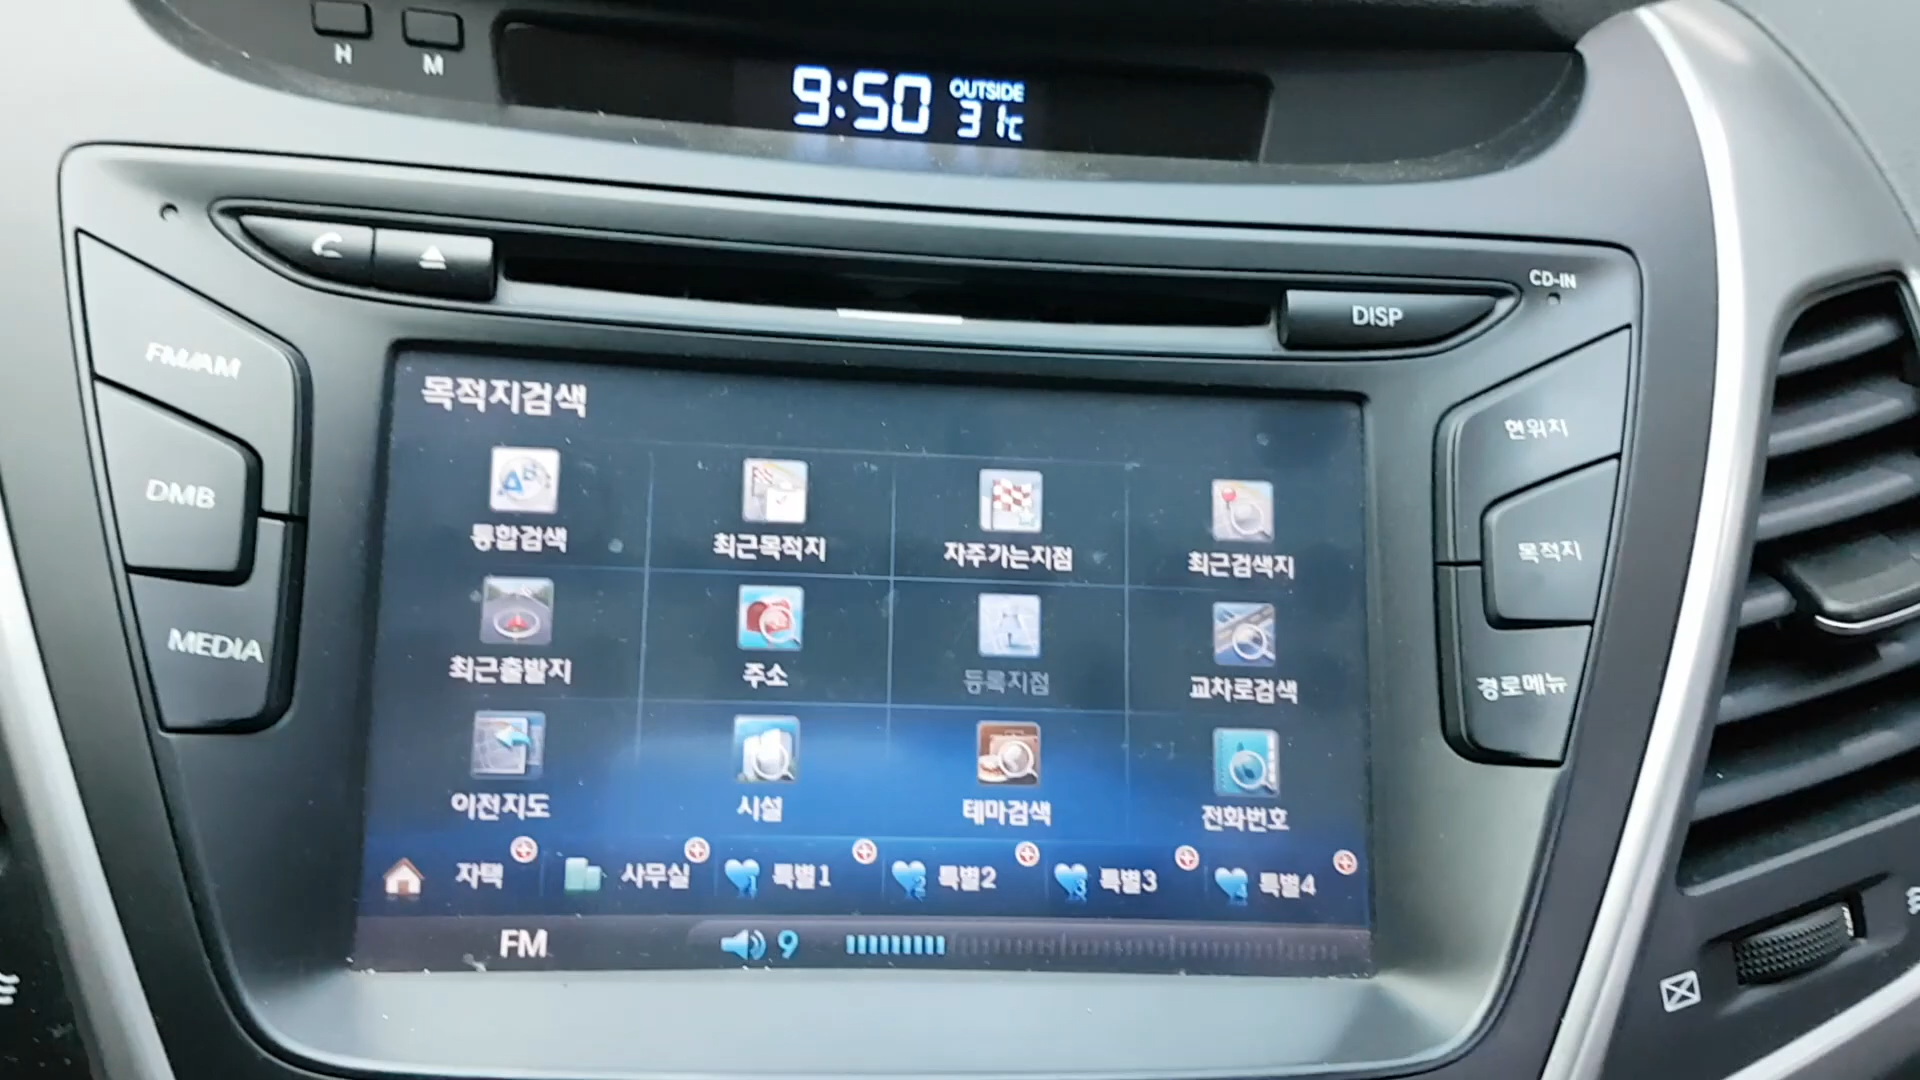 H M
9:50 OUTSIDE 31℃
CD-IN
DISP
FM/AM
DMB
MEDIA
현위지
목적지
경로메뉴
목적지검색
통합검색 최근목적지 자주가는지점 최근검색지
최근출발지 주소 등록지점 교차로검색
이전지도 시설 테마검색 전화번호
자택 사무실 특별1 특별2 특별3 특별4
FM 9